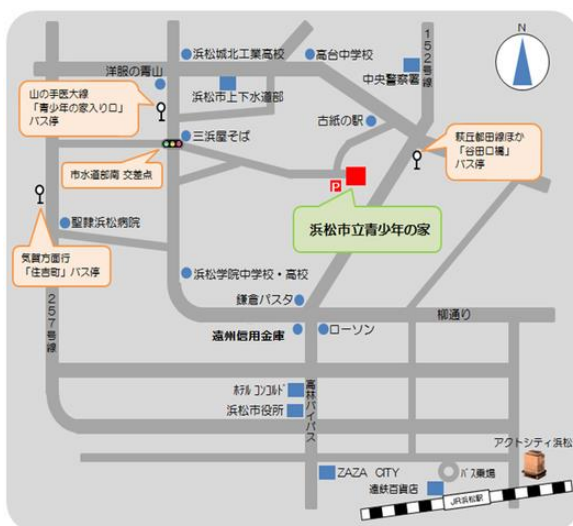 N
浜松城北工業高校
高台中学校
152号線
洋服の青山
中央警察署
山の手医大線
「青少年の家入り口」
バス停
浜松市上下水道部
古紙の駅
萩丘都田線ほか
「谷田口橋」
バス停
三浜屋そば
市水道部南 交差点
P
浜松市立青少年の家
聖隷浜松病院
気賀方面行
「住吉町」バス停
浜松学院中学校・高校
257号線
鎌倉パスタ
柳通り
遠州信用金庫
ローソン
ホテルコンコルド
高林バイパス
浜松市役所
アクトシティ浜松
ZAZA CITY
バス乗場
遠鉄百貨店
JR浜松駅